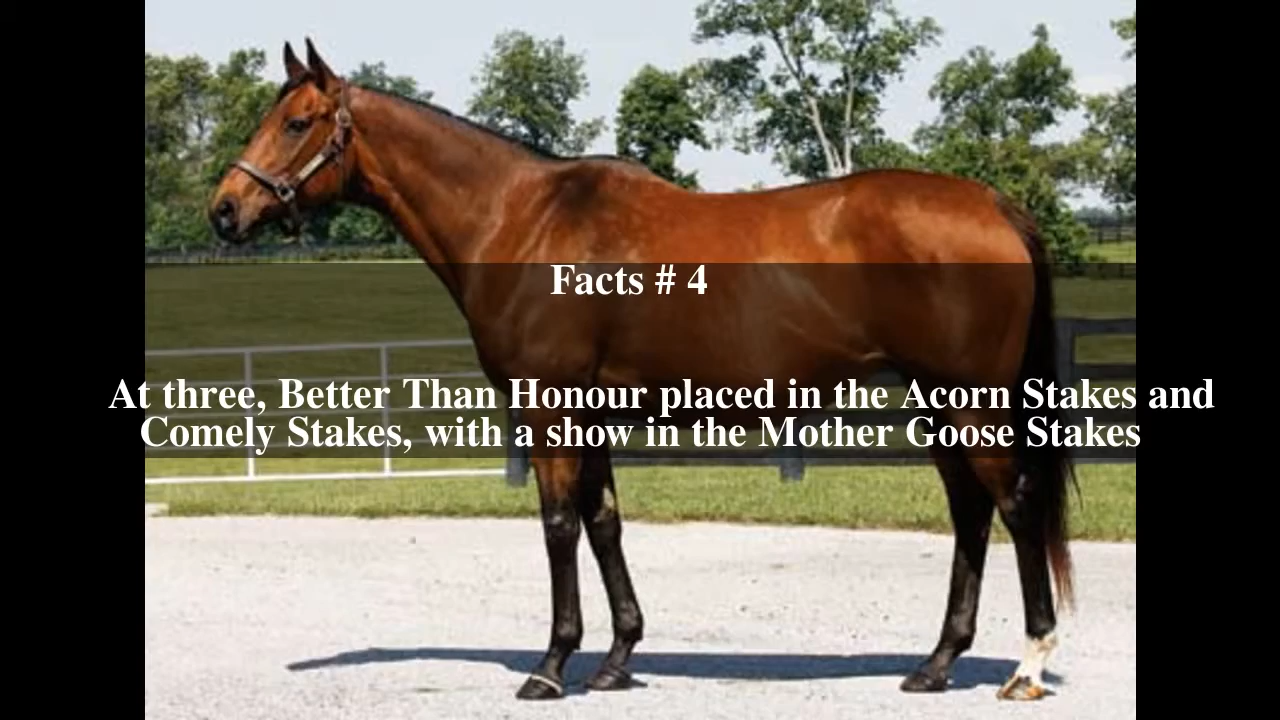 Facts # 4
At three, Better Than Honour placed in the Acorn Stakes and
Comely Stakes, with a show in the Mother Goose Stakes